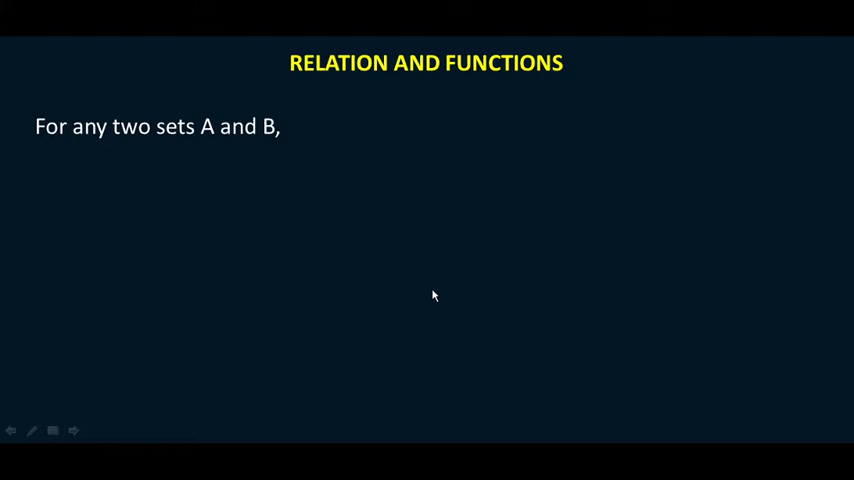 RELATION AND FUNCTIONS
For any two sets A and B,